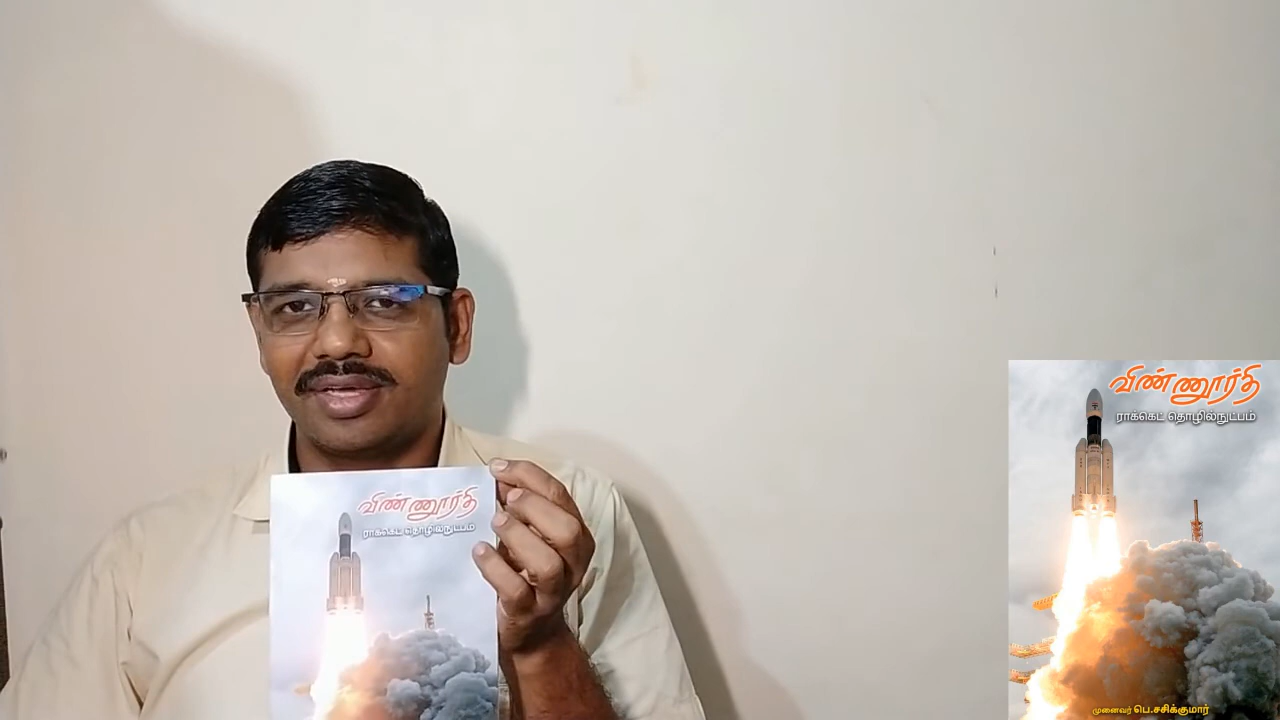 விண்ணூர்தி
ராக்கெட் தொழில்நுட்பம்
விண்ணூர்தி
ராக்கெட் தொழில்நுட்பம்
முனைவர் பெ.சசிக்குமார்